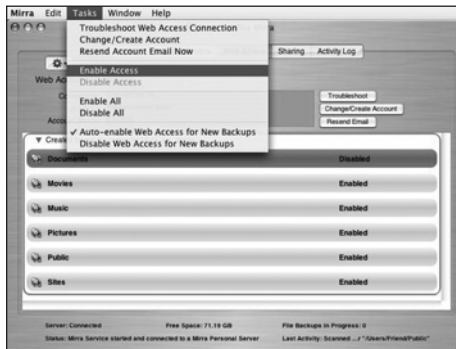 Mirra Edit Tasks Window Help
Troubleshoot Web Access Connection
Change/Create Account
Resend Account Email Now
Sharing Activity Log
Enable Access
Disable Access
Web Ac
Enable All
Disable All
Troubleshoot
Change/Create Account
Accou
Resend Email
✓ Auto-enable Web Access for New Backups
Disable Web Access for New Backups
▼ Create
Documents Disabled
Movies Enabled
Music Enabled
Pictures Enabled
Public Enabled
Sites Enabled
Server: Connected Free Space: 71.19 GB File Backups in Progress: 0
Status: Mirra Service started and connected to a Mirra Personal Server Last Activity: Scanned ...r "/Users/Friend/Public"